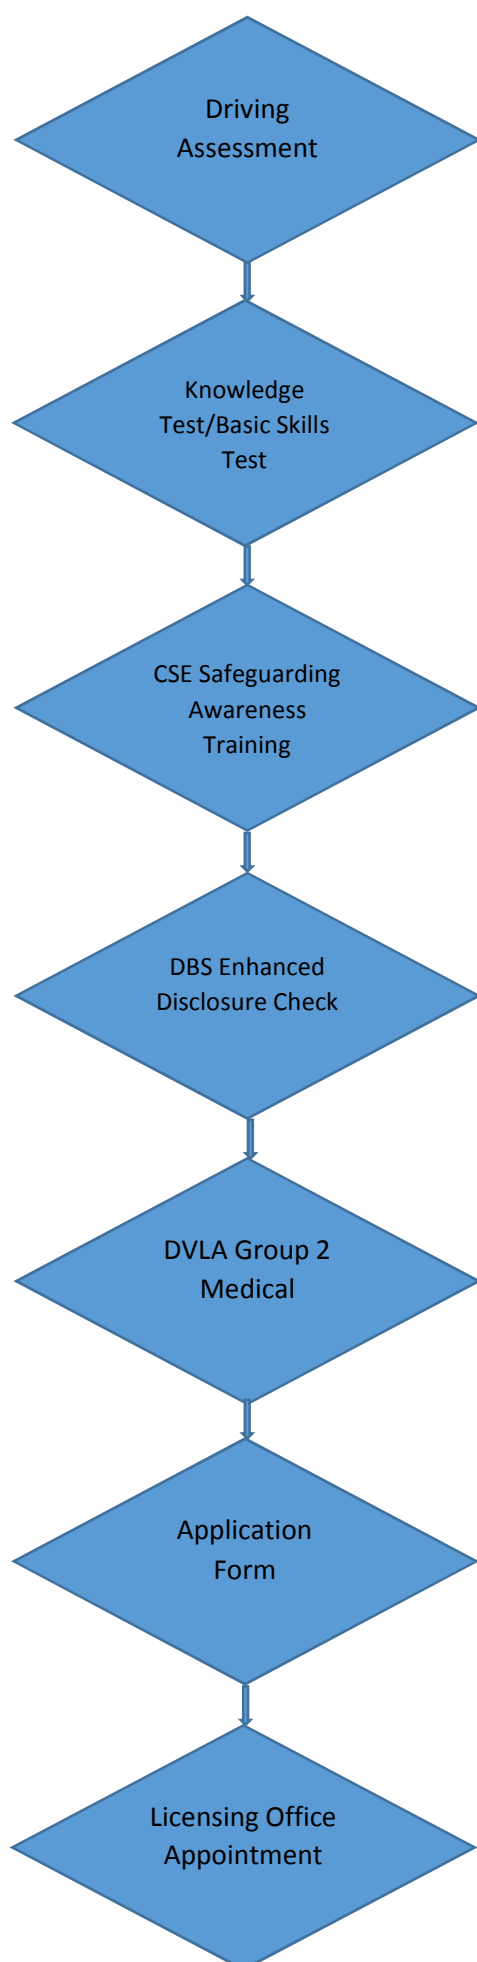 Driving
Assessment
Knowledge
Test/Basic Skills
Test
CSE Safeguarding
Awareness
Training
DBS Enhanced
Disclosure Check
DVLA Group 2
Medical
Application
Form
Licensing Office
Appointment